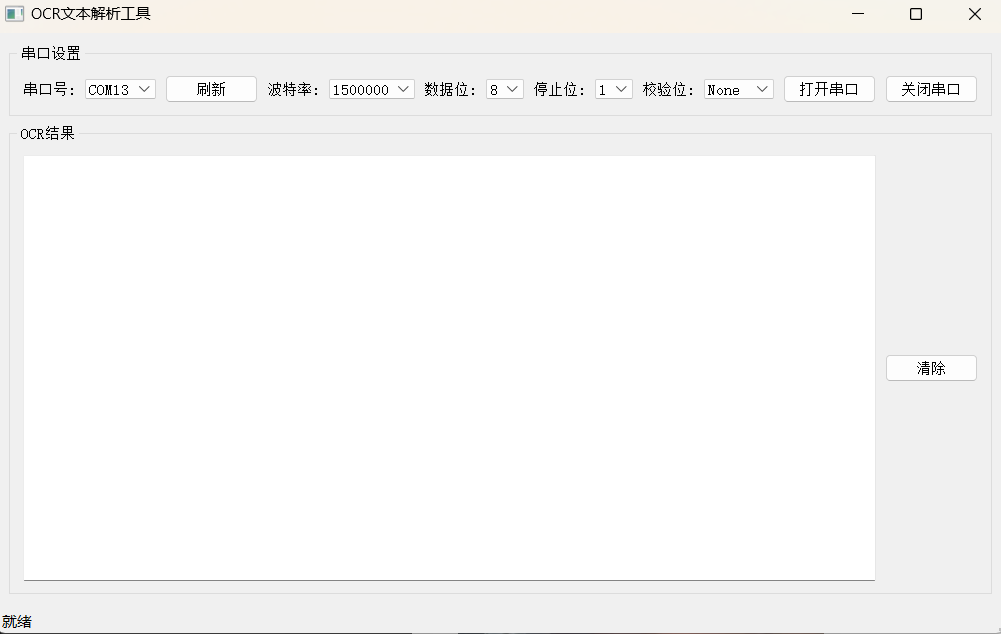 OCR文本解析工具
串口设置
串口号: COM13 刷新 波特率: 1500000 数据位: 8 停止位: 1 校验位: None 打开串口 关闭串口
OCR结果
清除
就绪